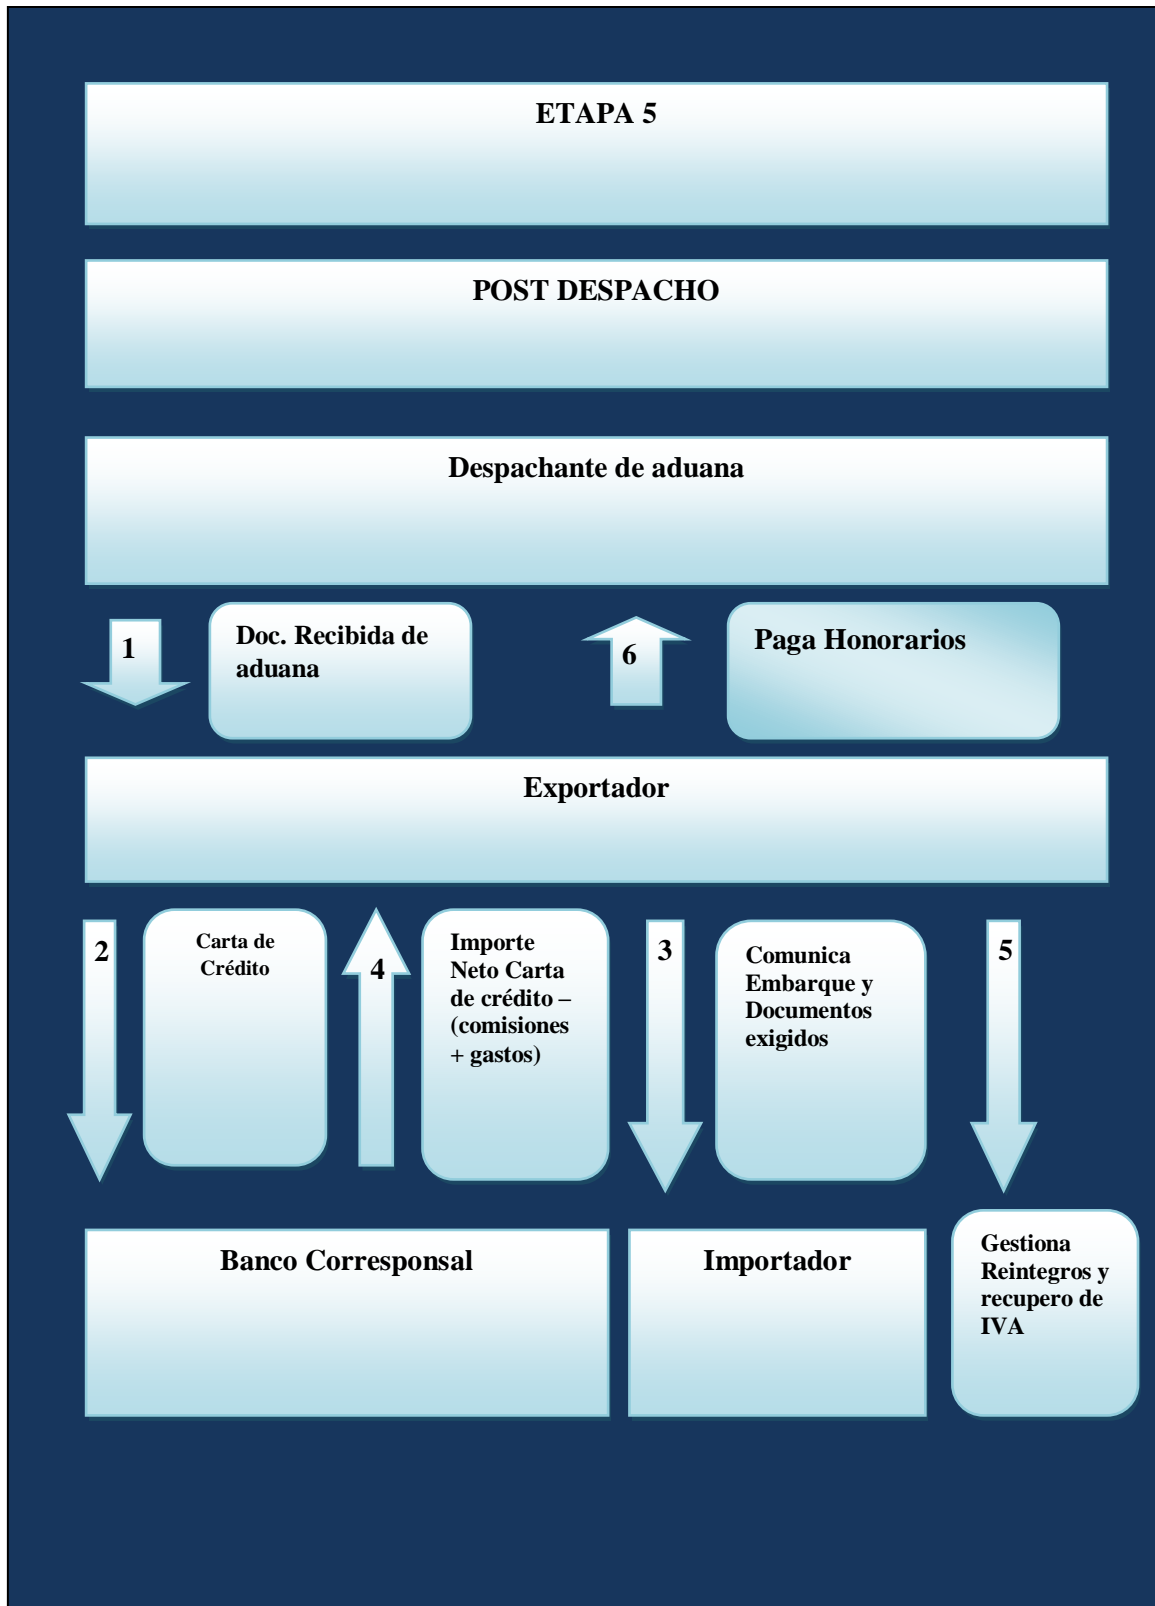 ETAPA 5
POST DESPACHO
Despachante de aduana
1
Doc. Recibida de
aduana
6
Paga Honorarios
Exportador
2
Carta de
Crédito
4
Importe
Neto Carta
de crédito –
(comisiones
+ gastos)
3
Comunica
Embarque y
Documentos
exigidos
5
Banco Corresponsal
Importador
Gestiona
Reintegros y
recupero de
IVA